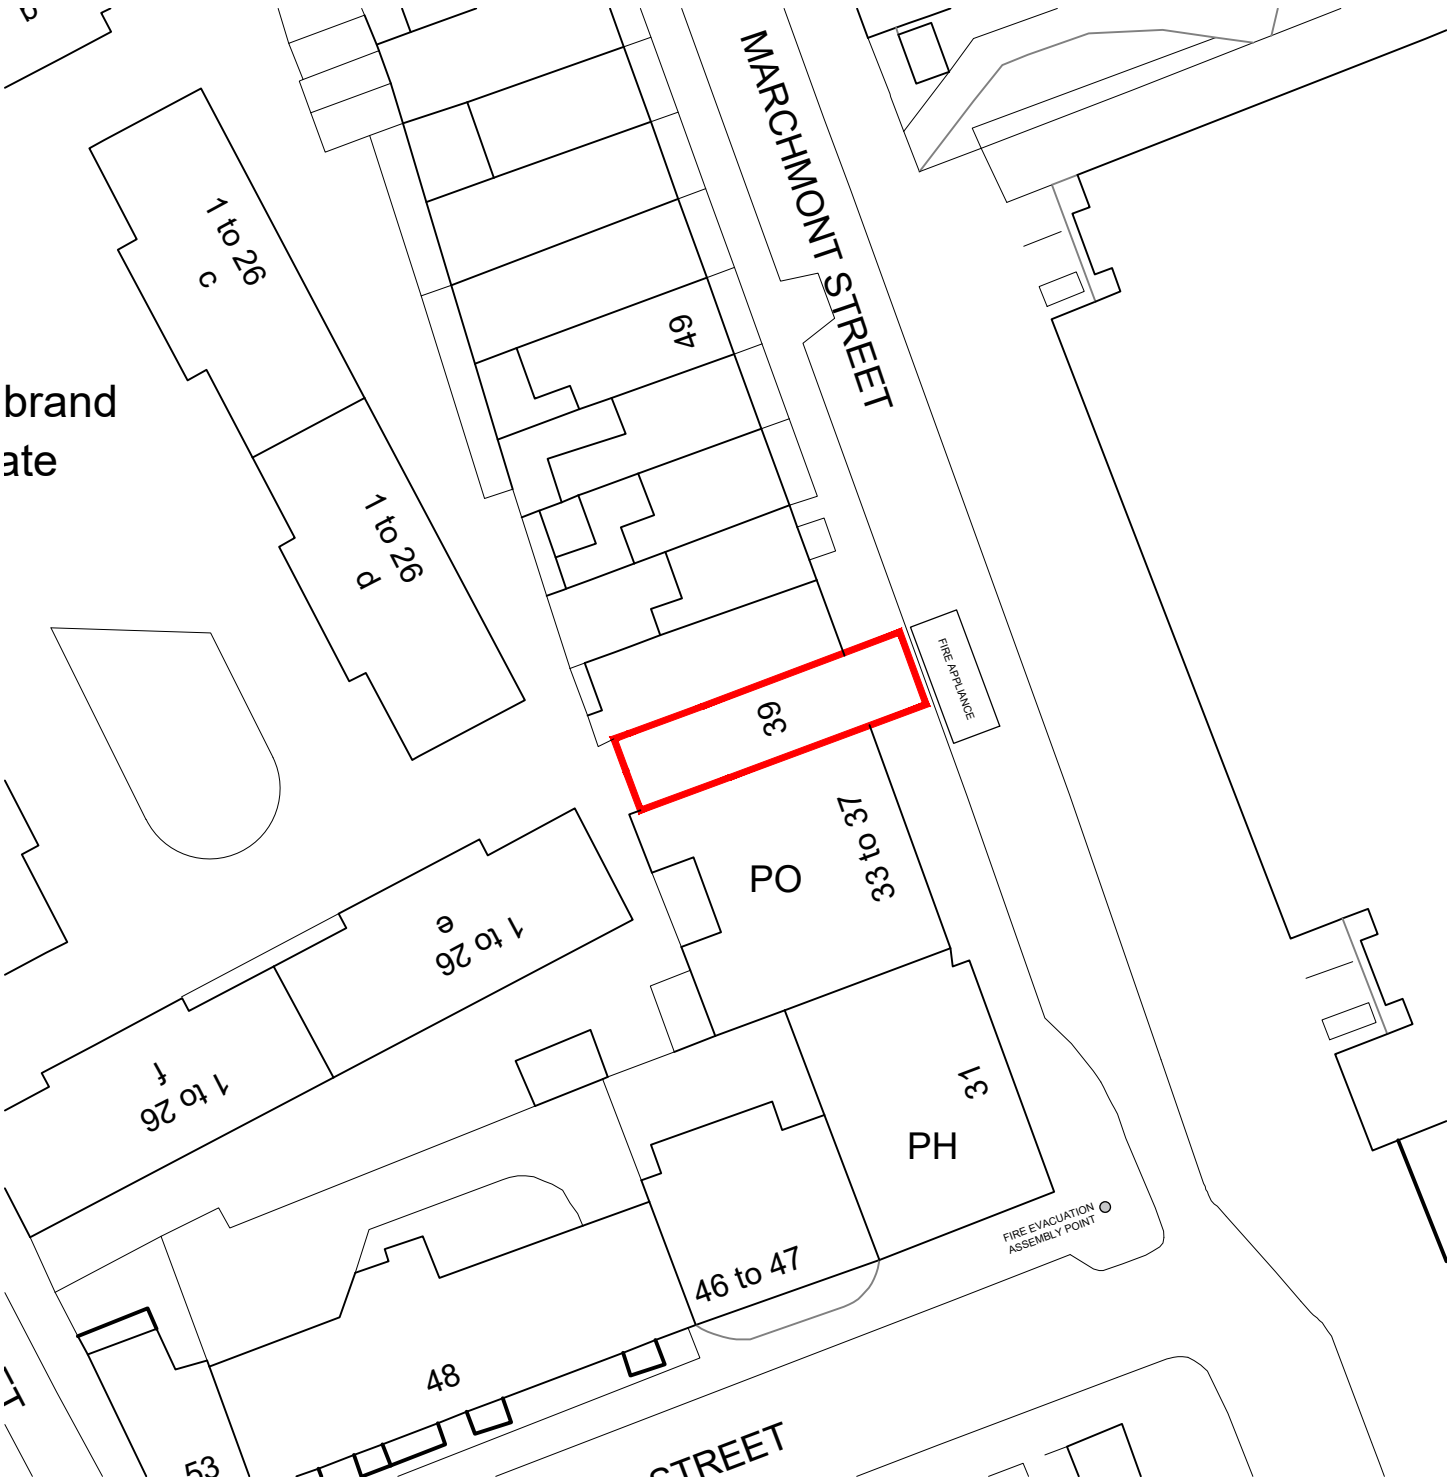 MARCHMONT STREET
1 to 26
c
49
brand
ate
1 to 26
d
FIRE APPLIANCE
39
33 to 37
PO
e
1 to 26
f
1 to 26
31
PH
FIRE EVACUATION
ASSEMBLY POINT
46 to 47
48
STREET
53